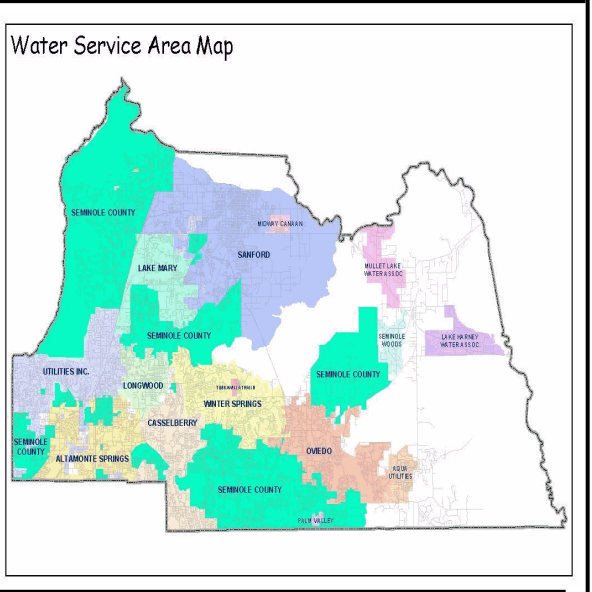 Water Service Area Map
SEMINOLE COUNTY
MIDWAY CANAAN
SANFORD
LAKE MARY
MULLET LAKE
WATER ASSOC
SEMINOLE COUNTY
SEMINOLE
WOODS
LAKE HARNEY
WATER ASSOC.
UTILITIES INC.
LONGWOOD
SEMINOLE COUNTY
WINTER SPRINGS
CASSELBERRY
SEMINOLE
COUNTY
ALTAMONTE SPRINGS
OVIEDO
AQUA
UTILITIES
SEMINOLE COUNTY
PALM VALLEY